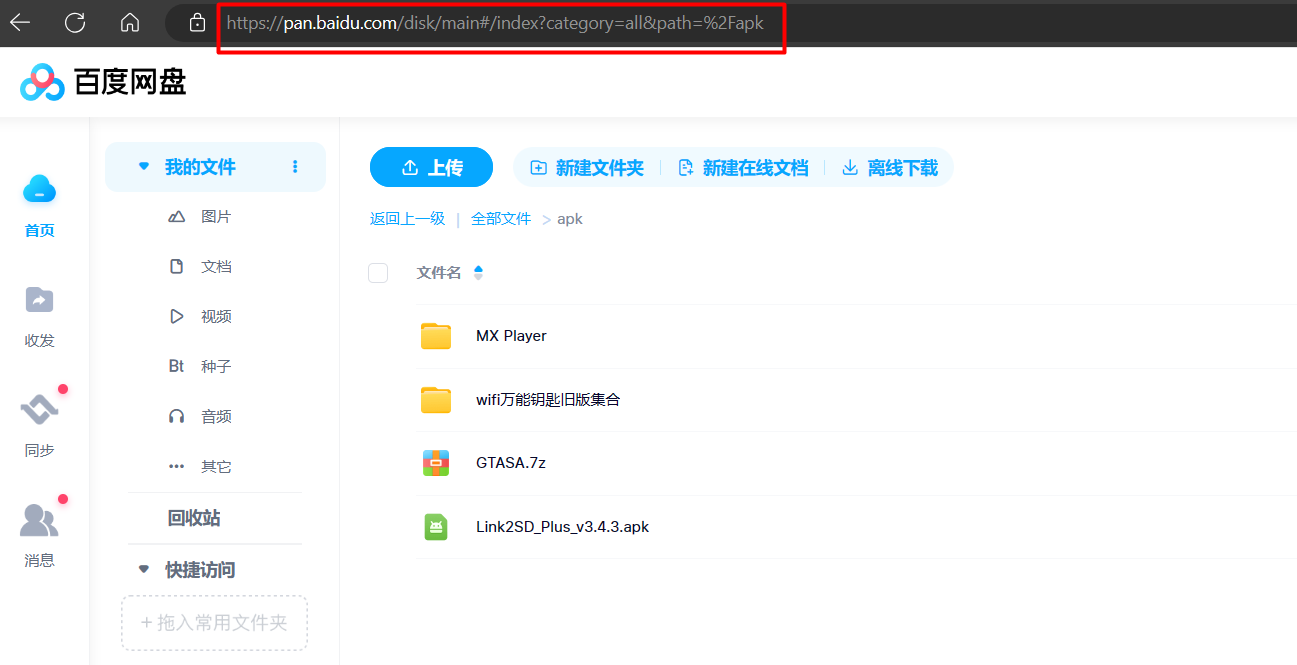 https://pan.baidu.com/disk/main#/index?category=all&path=%2Fapk
百度网盘
首页
收发
同步
消息
我的文件
图片
文档
视频
Bt 种子
音频
其它
回收站
快捷访问
+ 拖入常用文件夹
上传 新建文件夹 新建在线文档 离线下载
返回上一级 | 全部文件 > apk
文件名
MX Player
wifi万能钥匙旧版集合
GTASA.7z
Link2SD_Plus_v3.4.3.apk